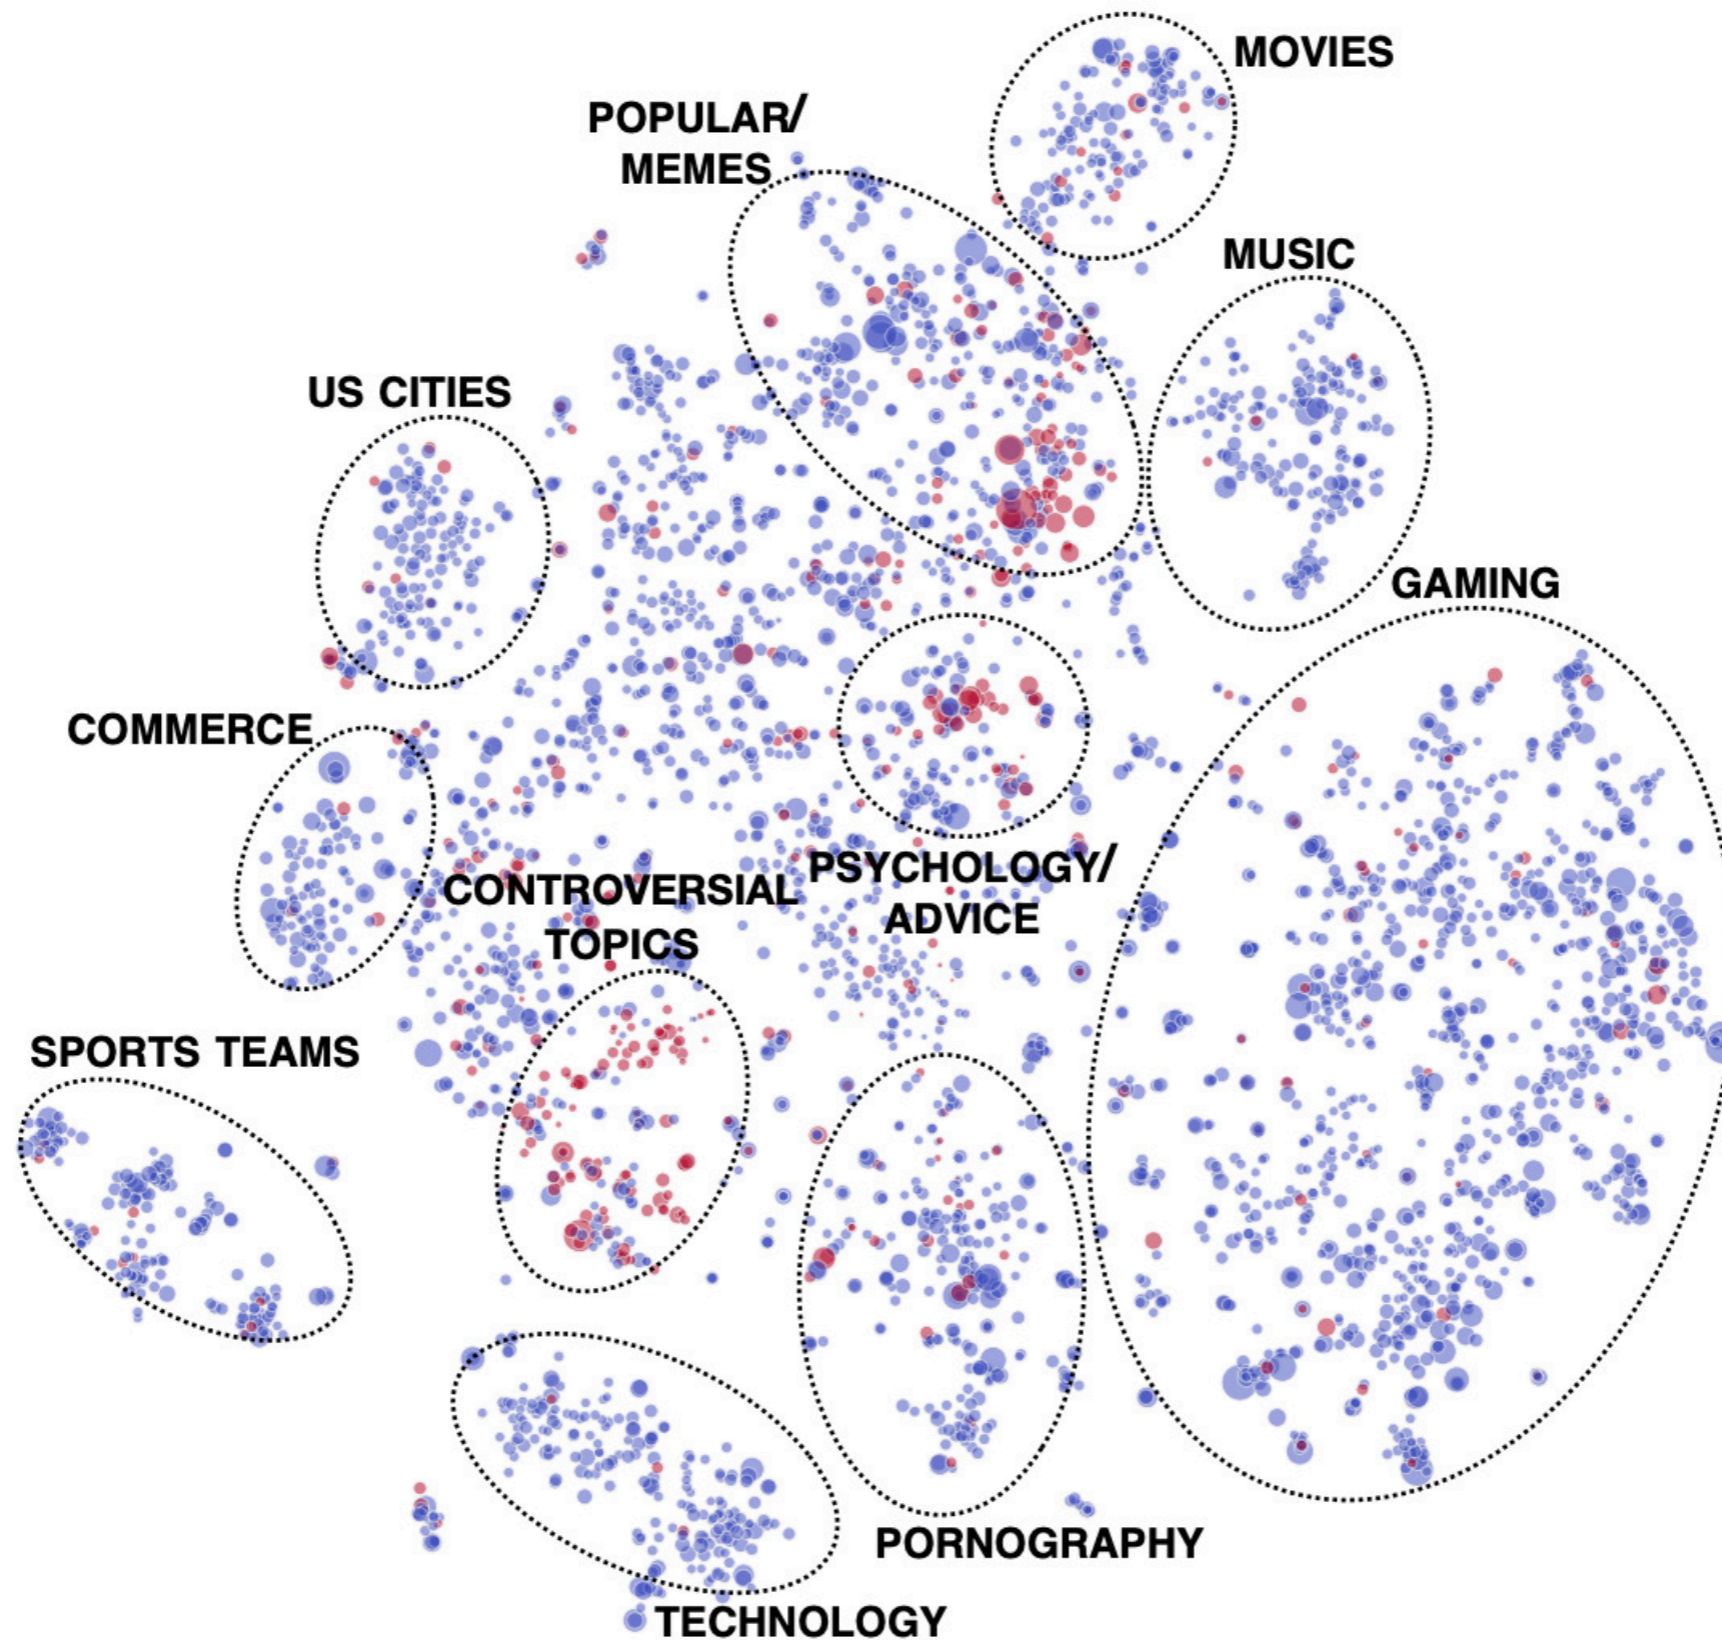 MOVIES
POPULAR/
MEMES
MUSIC
US CITIES
GAMING
COMMERCE
PSYCHOLOGY/
ADVICE
CONTROVERSIAL
TOPICS
SPORTS TEAMS
PORNOGRAPHY
TECHNOLOGY